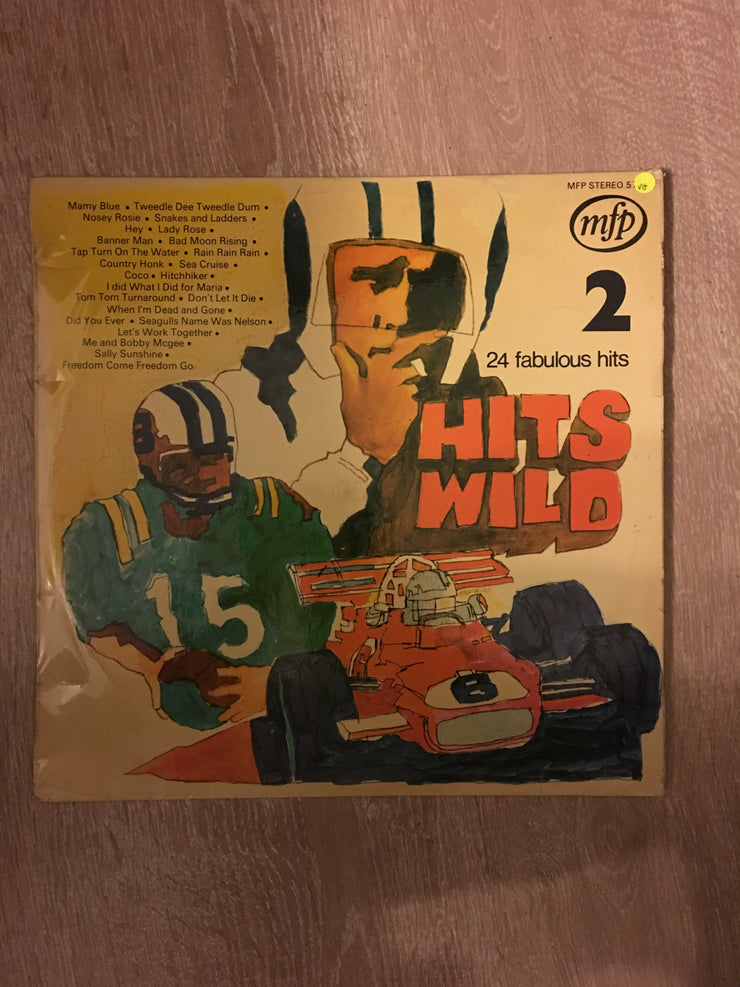 Mamy Blue • Tweedle Dee Tweedle Dum •
Nosey Rosie • Snakes and Ladders •
Hey • Lady Rose •
Banner Man • Bad Moon Rising •
Tap Turn On The Water • Rain Rain Rain •
Country Honk • Sea Cruise •
Coco • Hitchhiker •
I did What I Did for Maria •
Tom Tom Turnaround • Don't Let It Die •
When I'm Dead and Gone •
Did You Ever • Seagulls Name Was Nelson •
Let's Work Together •
Me and Bobby Mcgee •
Sally Sunshine •
Freedom Come Freedom Go
MFP STEREO
VG
mfp
2
24 fabulous hits
HITS
WILD
15
8